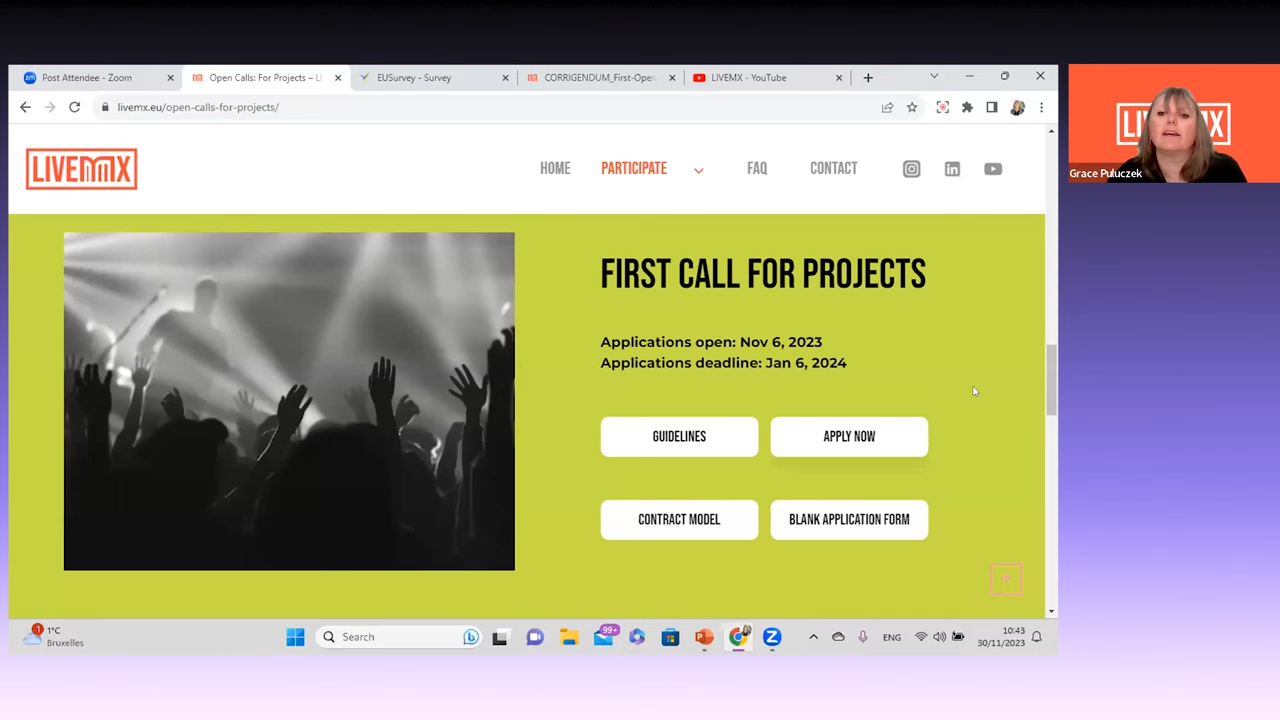 Post Attendee - Zoom
Open Calls: For Projects – LI
EUSurvey - Survey
CORRIGENDUM_First-Open
LIVEMX - YouTube
livemx.eu/open-calls-for-projects/
LIVEMX
HOME
PARTICIPATE
FAQ
CONTACT
FIRST CALL FOR PROJECTS
Applications open: Nov 6, 2023
Applications deadline: Jan 6, 2024
GUIDELINES
APPLY NOW
CONTRACT MODEL
BLANK APPLICATION FORM
Grace Puluczek
1
1°C
Bruxelles
Search
99+
ENG
10:43
30/11/2023